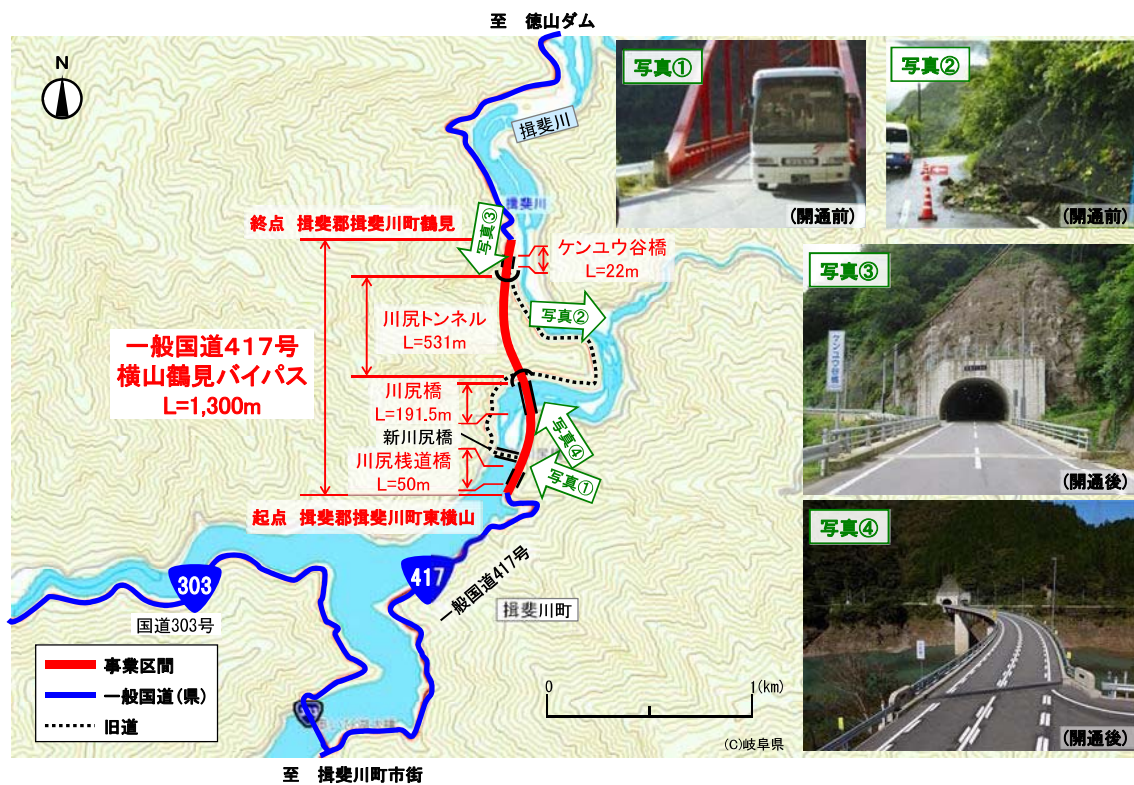 至　徳山ダム
N
揖斐川
揖斐川
写真①
(開通前)
写真②
(開通前)
終点　揖斐郡揖斐川町鶴見
写真③
ケンユウ谷橋
L=22m
川尻トンネル
L=531m
写真②
一般国道417号
横山鶴見バイパス
L=1,300m
川尻橋
L=191.5m
新川尻橋
写真④
川尻桟道橋
L=50m
写真①
起点　揖斐郡揖斐川町東横山
写真③
ケンユウ谷橋
(開通後)
写真④
(開通後)
303
国道303号
417
一般国道417号
揖斐川町
事業区間
一般国道(県)
旧道
0
1(km)
(C)岐阜県
至　揖斐川町市街